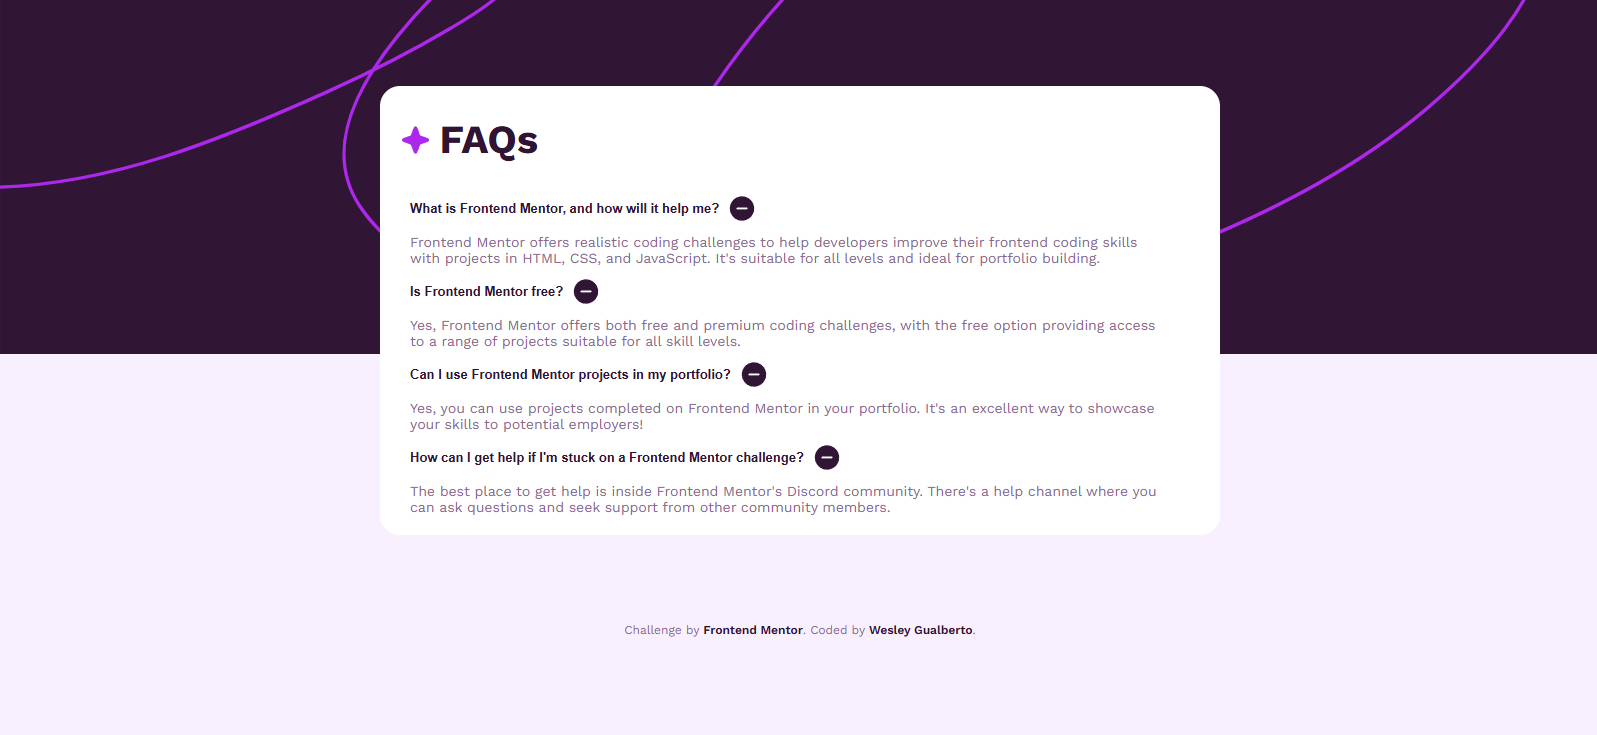 FAQs
What is Frontend Mentor, and how will it help me?
Frontend Mentor offers realistic coding challenges to help developers improve their frontend coding skills
with projects in HTML, CSS, and JavaScript. It's suitable for all levels and ideal for portfolio building.
Is Frontend Mentor free?
Yes, Frontend Mentor offers both free and premium coding challenges, with the free option providing access
to a range of projects suitable for all skill levels.
Can I use Frontend Mentor projects in my portfolio?
Yes, you can use projects completed on Frontend Mentor in your portfolio. It's an excellent way to showcase
your skills to potential employers!
How can I get help if I'm stuck on a Frontend Mentor challenge?
The best place to get help is inside Frontend Mentor's Discord community. There's a help channel where you
can ask questions and seek support from other community members.
Challenge by Frontend Mentor. Coded by Wesley Gualberto.